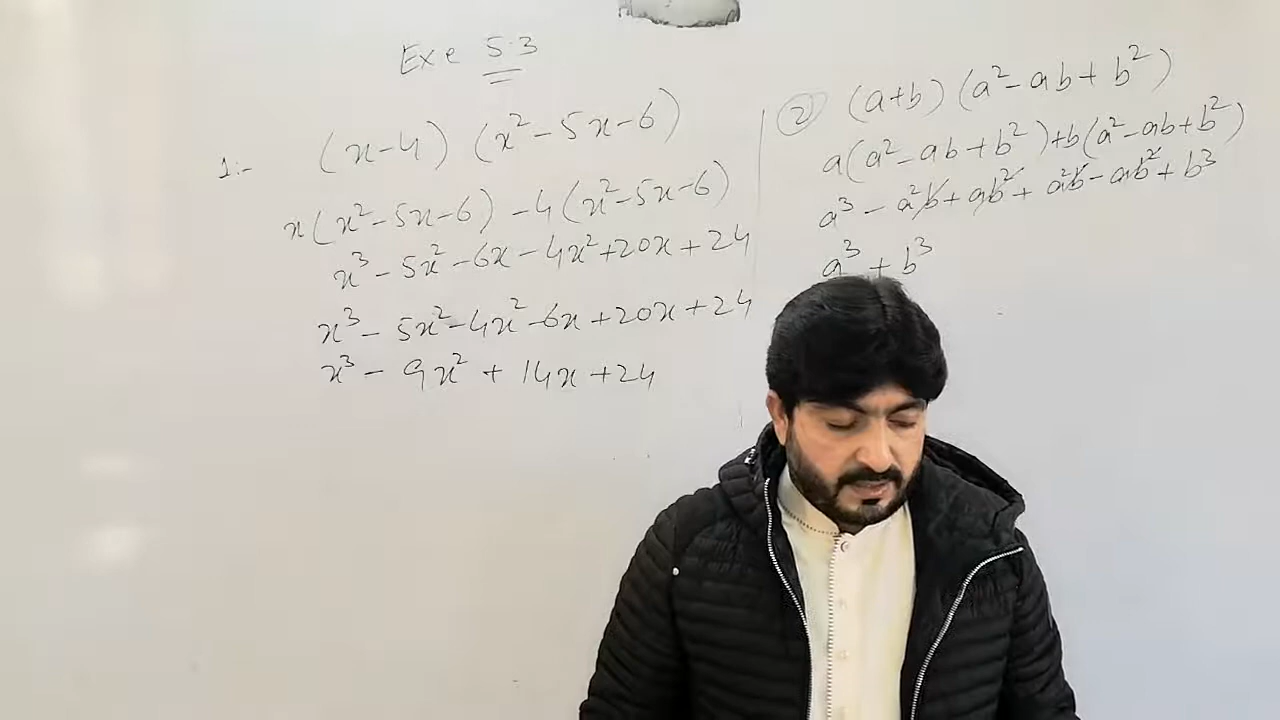 Exe 5.3
1:- (x-4) (x²-5x-6)
x(x²-5x-6) -4(x²-5x-6)
x³-5x²-6x-4x²+20x+24
x³-5x²-4x²-6x+20x+24
x³-9x²+14x+24
② (a+b) (a²-ab+b²)
a(a²-ab+b²)+b(a²-ab+b²)
a³-a²b+ab²+a²b-ab²+b³
a³+b³